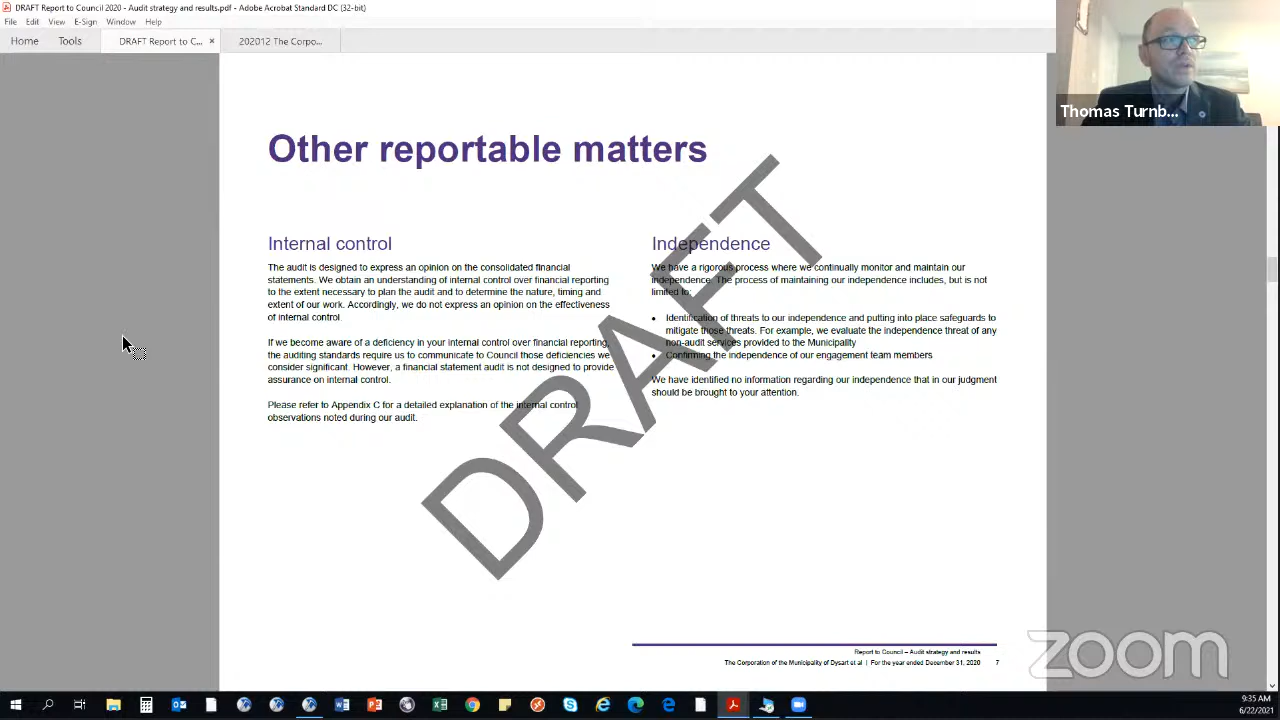 DRAFT Report to Council 2020 - Audit strategy and results.pdf - Adobe Acrobat Standard DC (32-bit)
File Edit View E-Sign Window Help
Home Tools DRAFT Report to C... × 202012 The Corpo...
Thomas Turnb...
Other reportable matters
Internal control
The audit is designed to express an opinion on the consolidated financial
statements. We obtain an understanding of internal control over financial reporting
to the extent necessary to plan the audit and to determine the nature, timing and
extent of our work. Accordingly, we do not express an opinion on the effectiveness
of internal control.
If we become aware of a deficiency in your internal control over financial reporting,
the auditing standards require us to communicate to Council those deficiencies we
consider significant. However, a financial statement audit is not designed to provide
assurance on internal control.
Please refer to Appendix C for a detailed explanation of the internal control
observations noted during our audit.
Independence
We have a rigorous process where we continually monitor and maintain our
independence. The process of maintaining our independence includes, but is not
limited to:
• Identification of threats to our independence and putting into place safeguards to
mitigate those threats. For example, we evaluate the independence threat of any
non-audit services provided to the Municipality
• Confirming the independence of our engagement team members
We have identified no information regarding our independence that in our judgment
should be brought to your attention.
DRAFT
Report to Council – Audit strategy and results
The Corporation of the Municipality of Dysart et al | For the year ended December 31, 2020 7
zoom
9:35 AM
6/22/2021